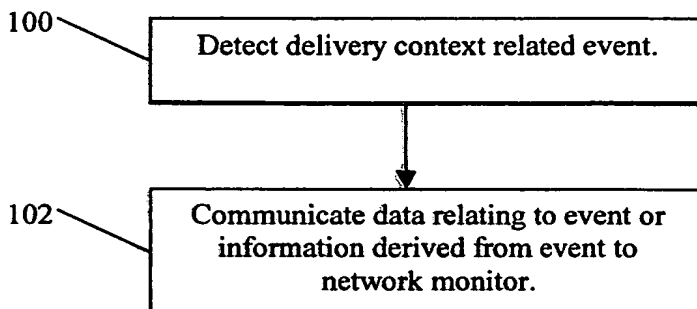 100
Detect delivery context related event.
102
Communicate data relating to event or
information derived from event to
network monitor.